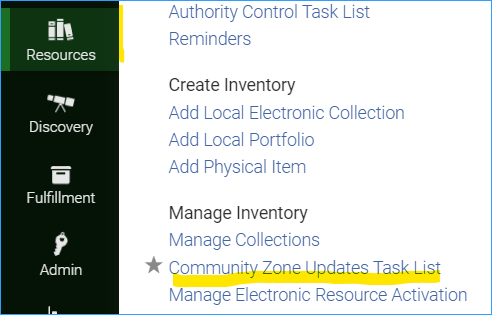 Resources
Discovery
Fulfillment
Admin
Authority Control Task List
Reminders
Create Inventory
Add Local Electronic Collection
Add Local Portfolio
Add Physical Item
Manage Inventory
Manage Collections
Community Zone Updates Task List
Manage Electronic Resource Activation